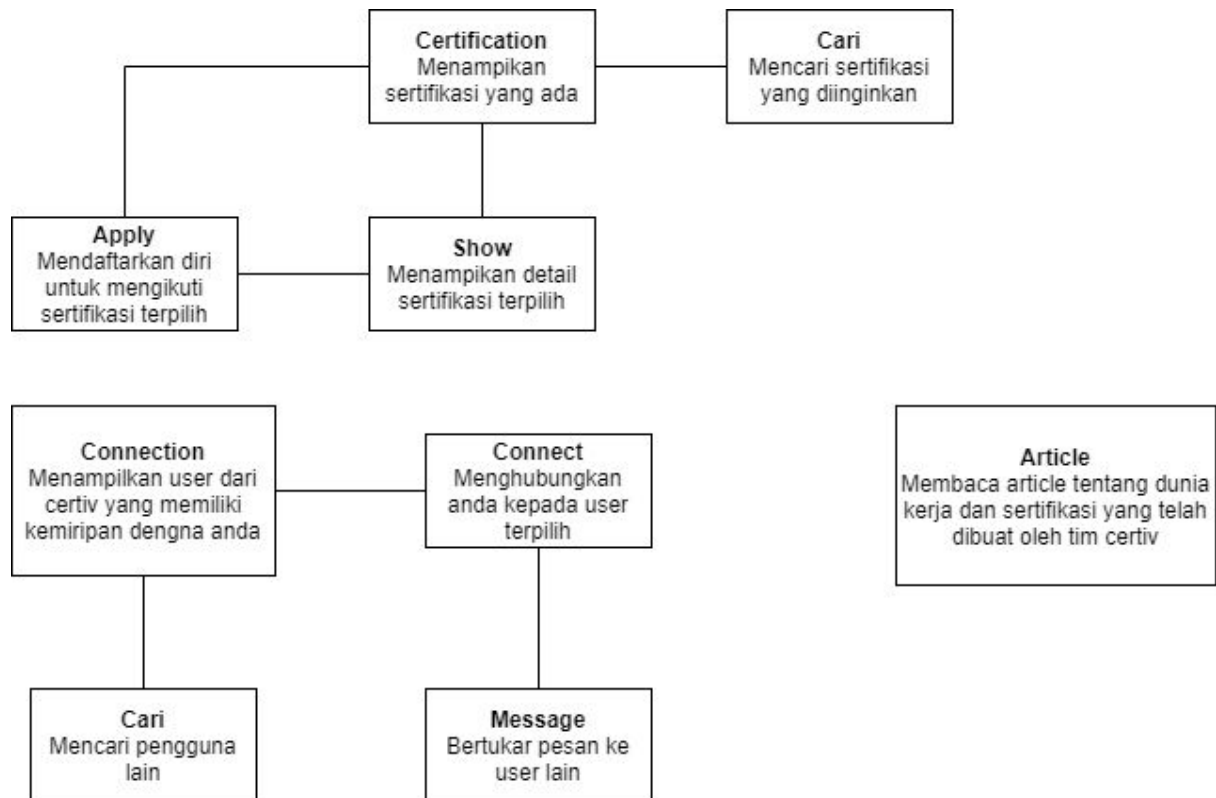 Certification
Menampikan
sertifikasi yang ada
Cari
Mencari sertifikasi
yang diinginkan
Apply
Mendaftarkan diri
untuk mengikuti
sertifikasi terpilih
Show
Menampikan detail
sertifikasi terpilih
Connection
Menampilkan user dari
certiv yang memiliki
kemiripan dengna anda
Connect
Menghubungkan
anda kepada user
terpilih
Article
Membaca article tentang dunia
kerja dan sertifikasi yang telah
dibuat oleh tim certiv
Cari
Mencari pengguna
lain
Message
Bertukar pesan ke
user lain